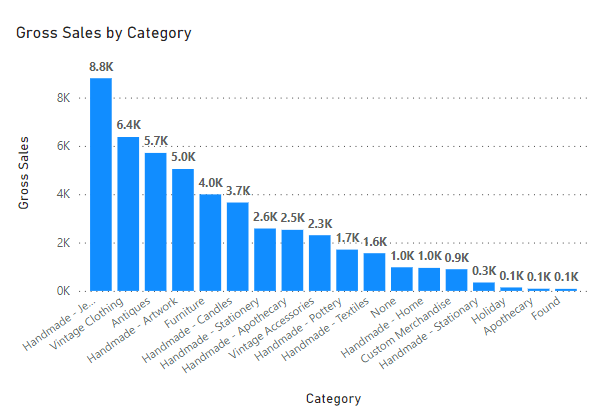 Gross Sales by Category
8.8K
6.4K
5.7K
5.0K
4.0K
3.7K
2.6K
2.5K
2.3K
1.7K
1.6K
1.0K
1.0K
0.9K
0.3K
0.1K
0.1K
0.1K
8K
6K
4K
2K
0K
Gross Sales
Handmade - Je...
Vintage Clothing
Antiques
Handmade - Artwork
Furniture
Handmade - Candles
Handmade - Stationery
Handmade - Apothecary
Vintage Accessories
Handmade - Pottery
Handmade - Textiles
None
Handmade - Home
Custom Merchandise
Handmade - Stationary
Holiday
Apothecary
Found
Category